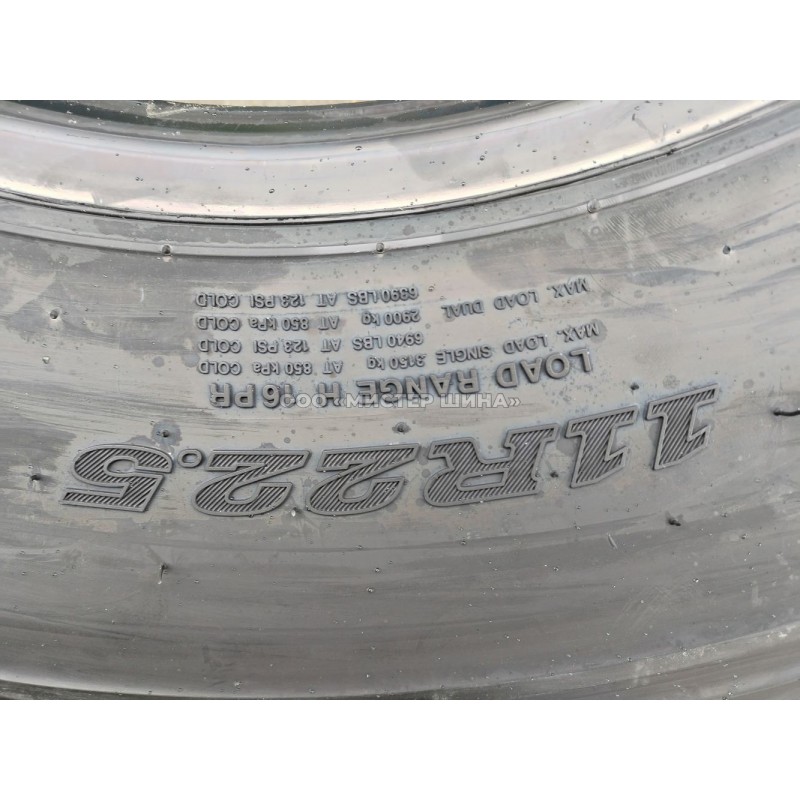 11R22.5
LOAD RANGE H 16PR
MAX. LOAD SINGLE 3150 kg AT 850 kPa COLD
6940 LBS AT 123 PSI COLD
MAX. LOAD DUAL 2900 kg AT 850 kPa COLD
6390 LBS. AT 123 PSI COLD
ООО «МИСТЕР ШИНА»